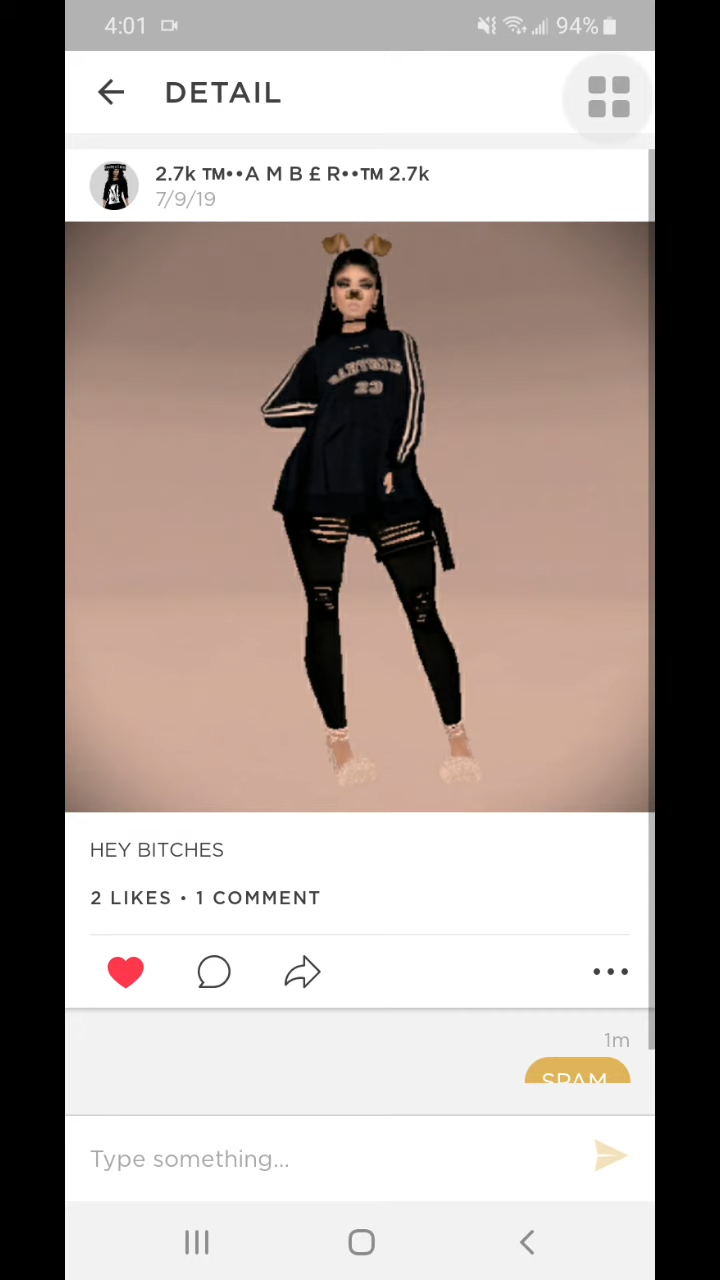 4:01 94%
DETAIL
2.7k ™••A M B £ R••™ 2.7k
7/9/19
23
HEY BITCHES
2 LIKES • 1 COMMENT
1m
SPAM
Type something...